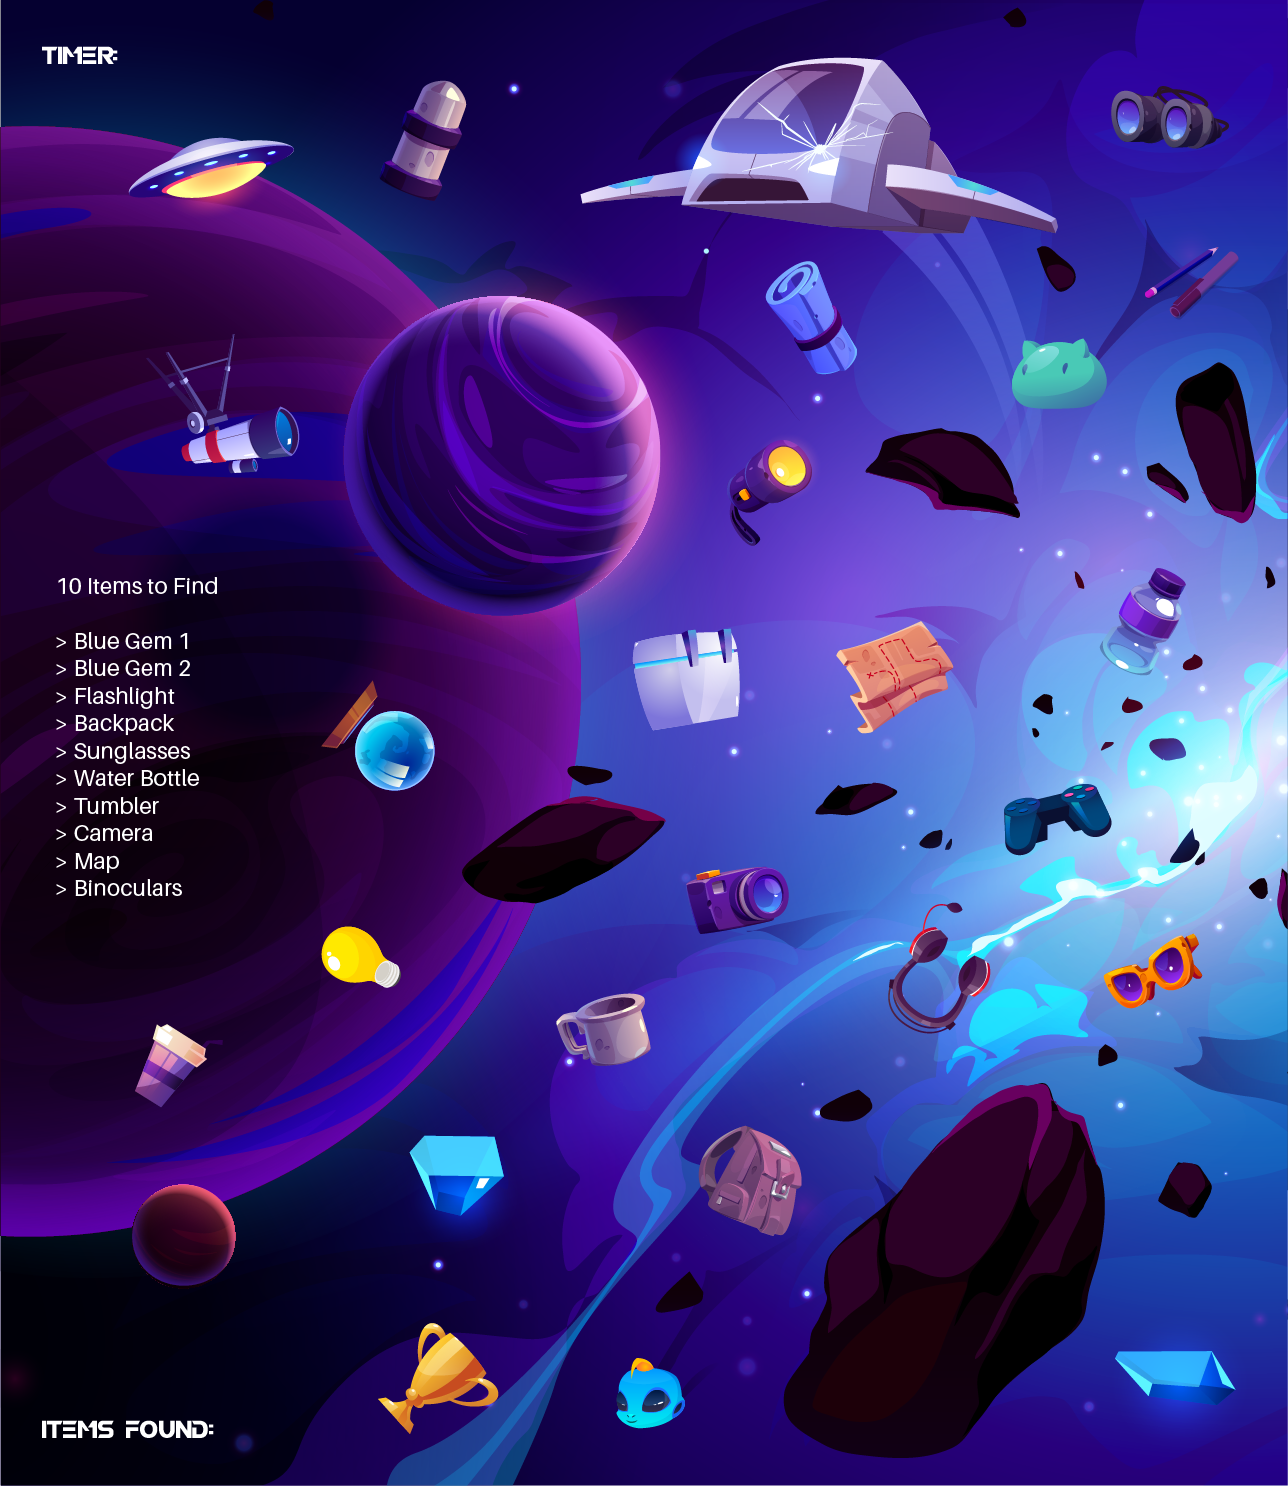 TIMER:
10 Items to Find
> Blue Gem 1
> Blue Gem 2
> Flashlight
> Backpack
> Sunglasses
> Water Bottle
> Tumbler
> Camera
> Map
> Binoculars
ITEMS FOUND: